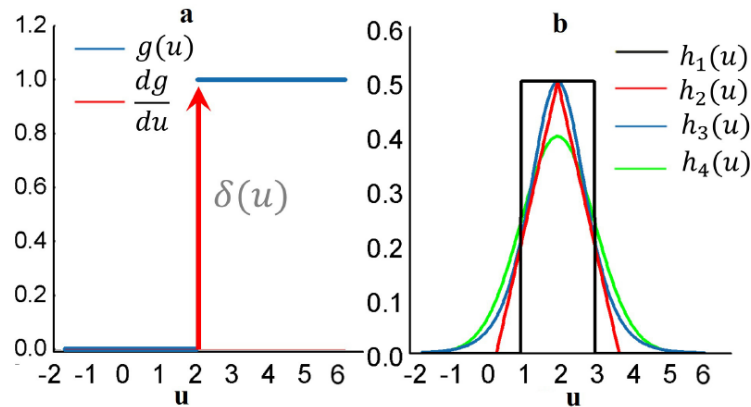 a
1.2
1.0
0.8
0.6
0.4
0.2
0.0
g(u)
dg
du
δ(u)
-2 -1 0 1 2 3 4 5 6
u
b
0.5
0.4
0.3
0.2
0.1
0.0
h₁(u)
h₂(u)
h₃(u)
h₄(u)
-2 -1 0 1 2 3 4 5 6
u